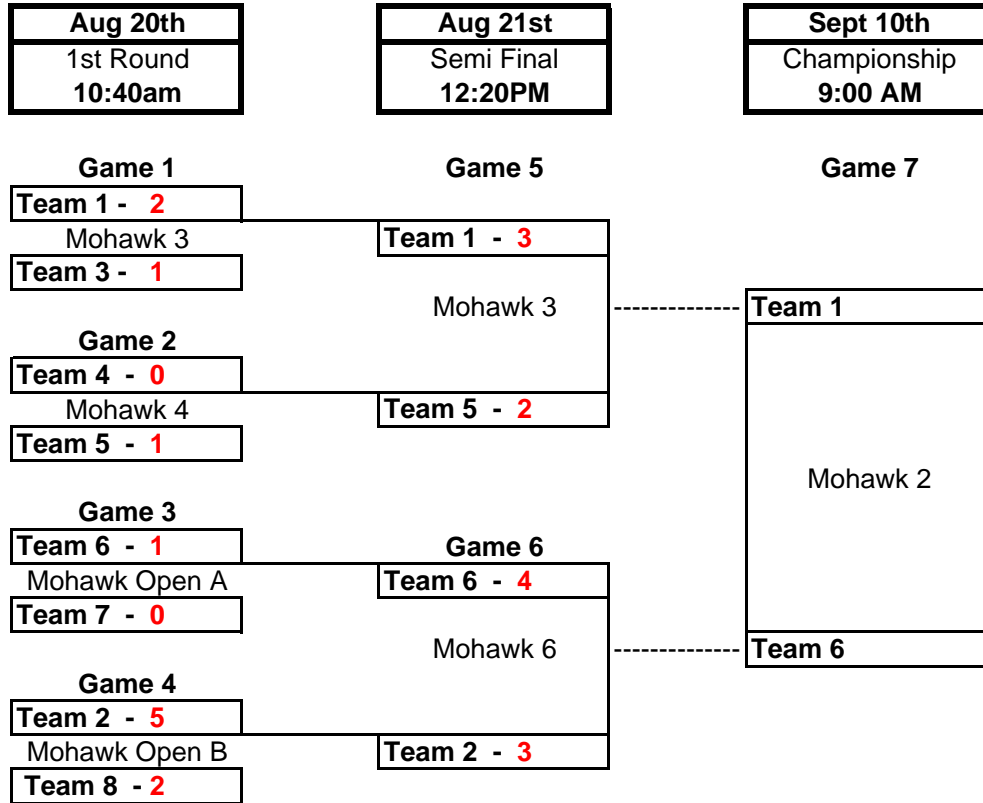 Aug 20th
1st Round
10:40am
Aug 21st
Semi Final
12:20PM
Sept 10th
Championship
9:00 AM
Game 1
Team 1 - 2
Mohawk 3
Team 3 - 1
Game 2
Team 4 - 0
Mohawk 4
Team 5 - 1
Game 3
Team 6 - 1
Mohawk Open A
Team 7 - 0
Game 4
Team 2 - 5
Mohawk Open B
Team 8 - 2
Game 5
Team 1 - 3
Mohawk 3
Team 5 - 2
Game 6
Team 6 - 4
Mohawk 6
Team 2 - 3
Game 7
Team 1
Mohawk 2
Team 6